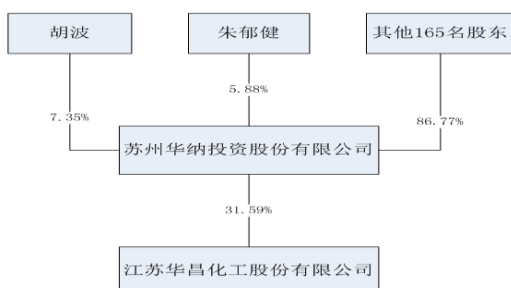 胡波
朱郁健
其他165名股东
5.88%
7.35%
86.77%
苏州华纳投资股份有限公司
31.59%
江苏华昌化工股份有限公司